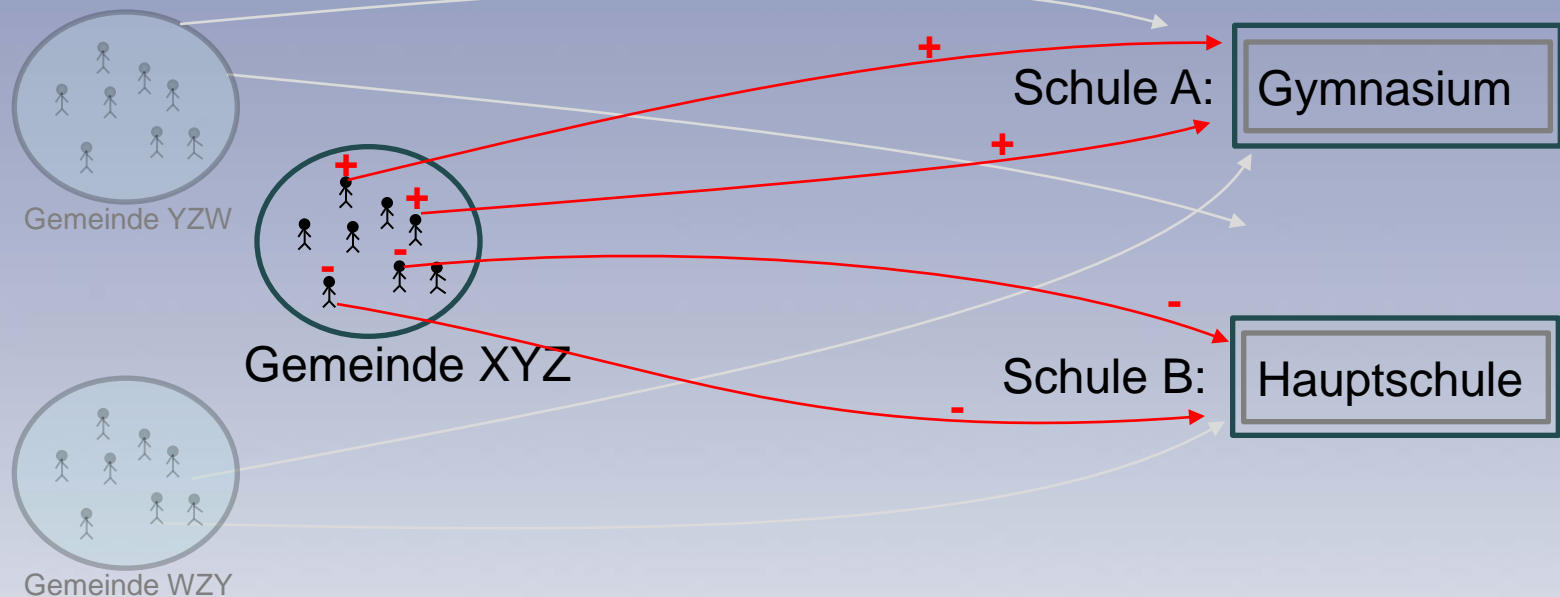 Schule A: Gymnasium
Gemeinde YZW
+
+
+
+
-
-
-
-
Gemeinde XYZ
Schule B: Hauptschule
Gemeinde WZY